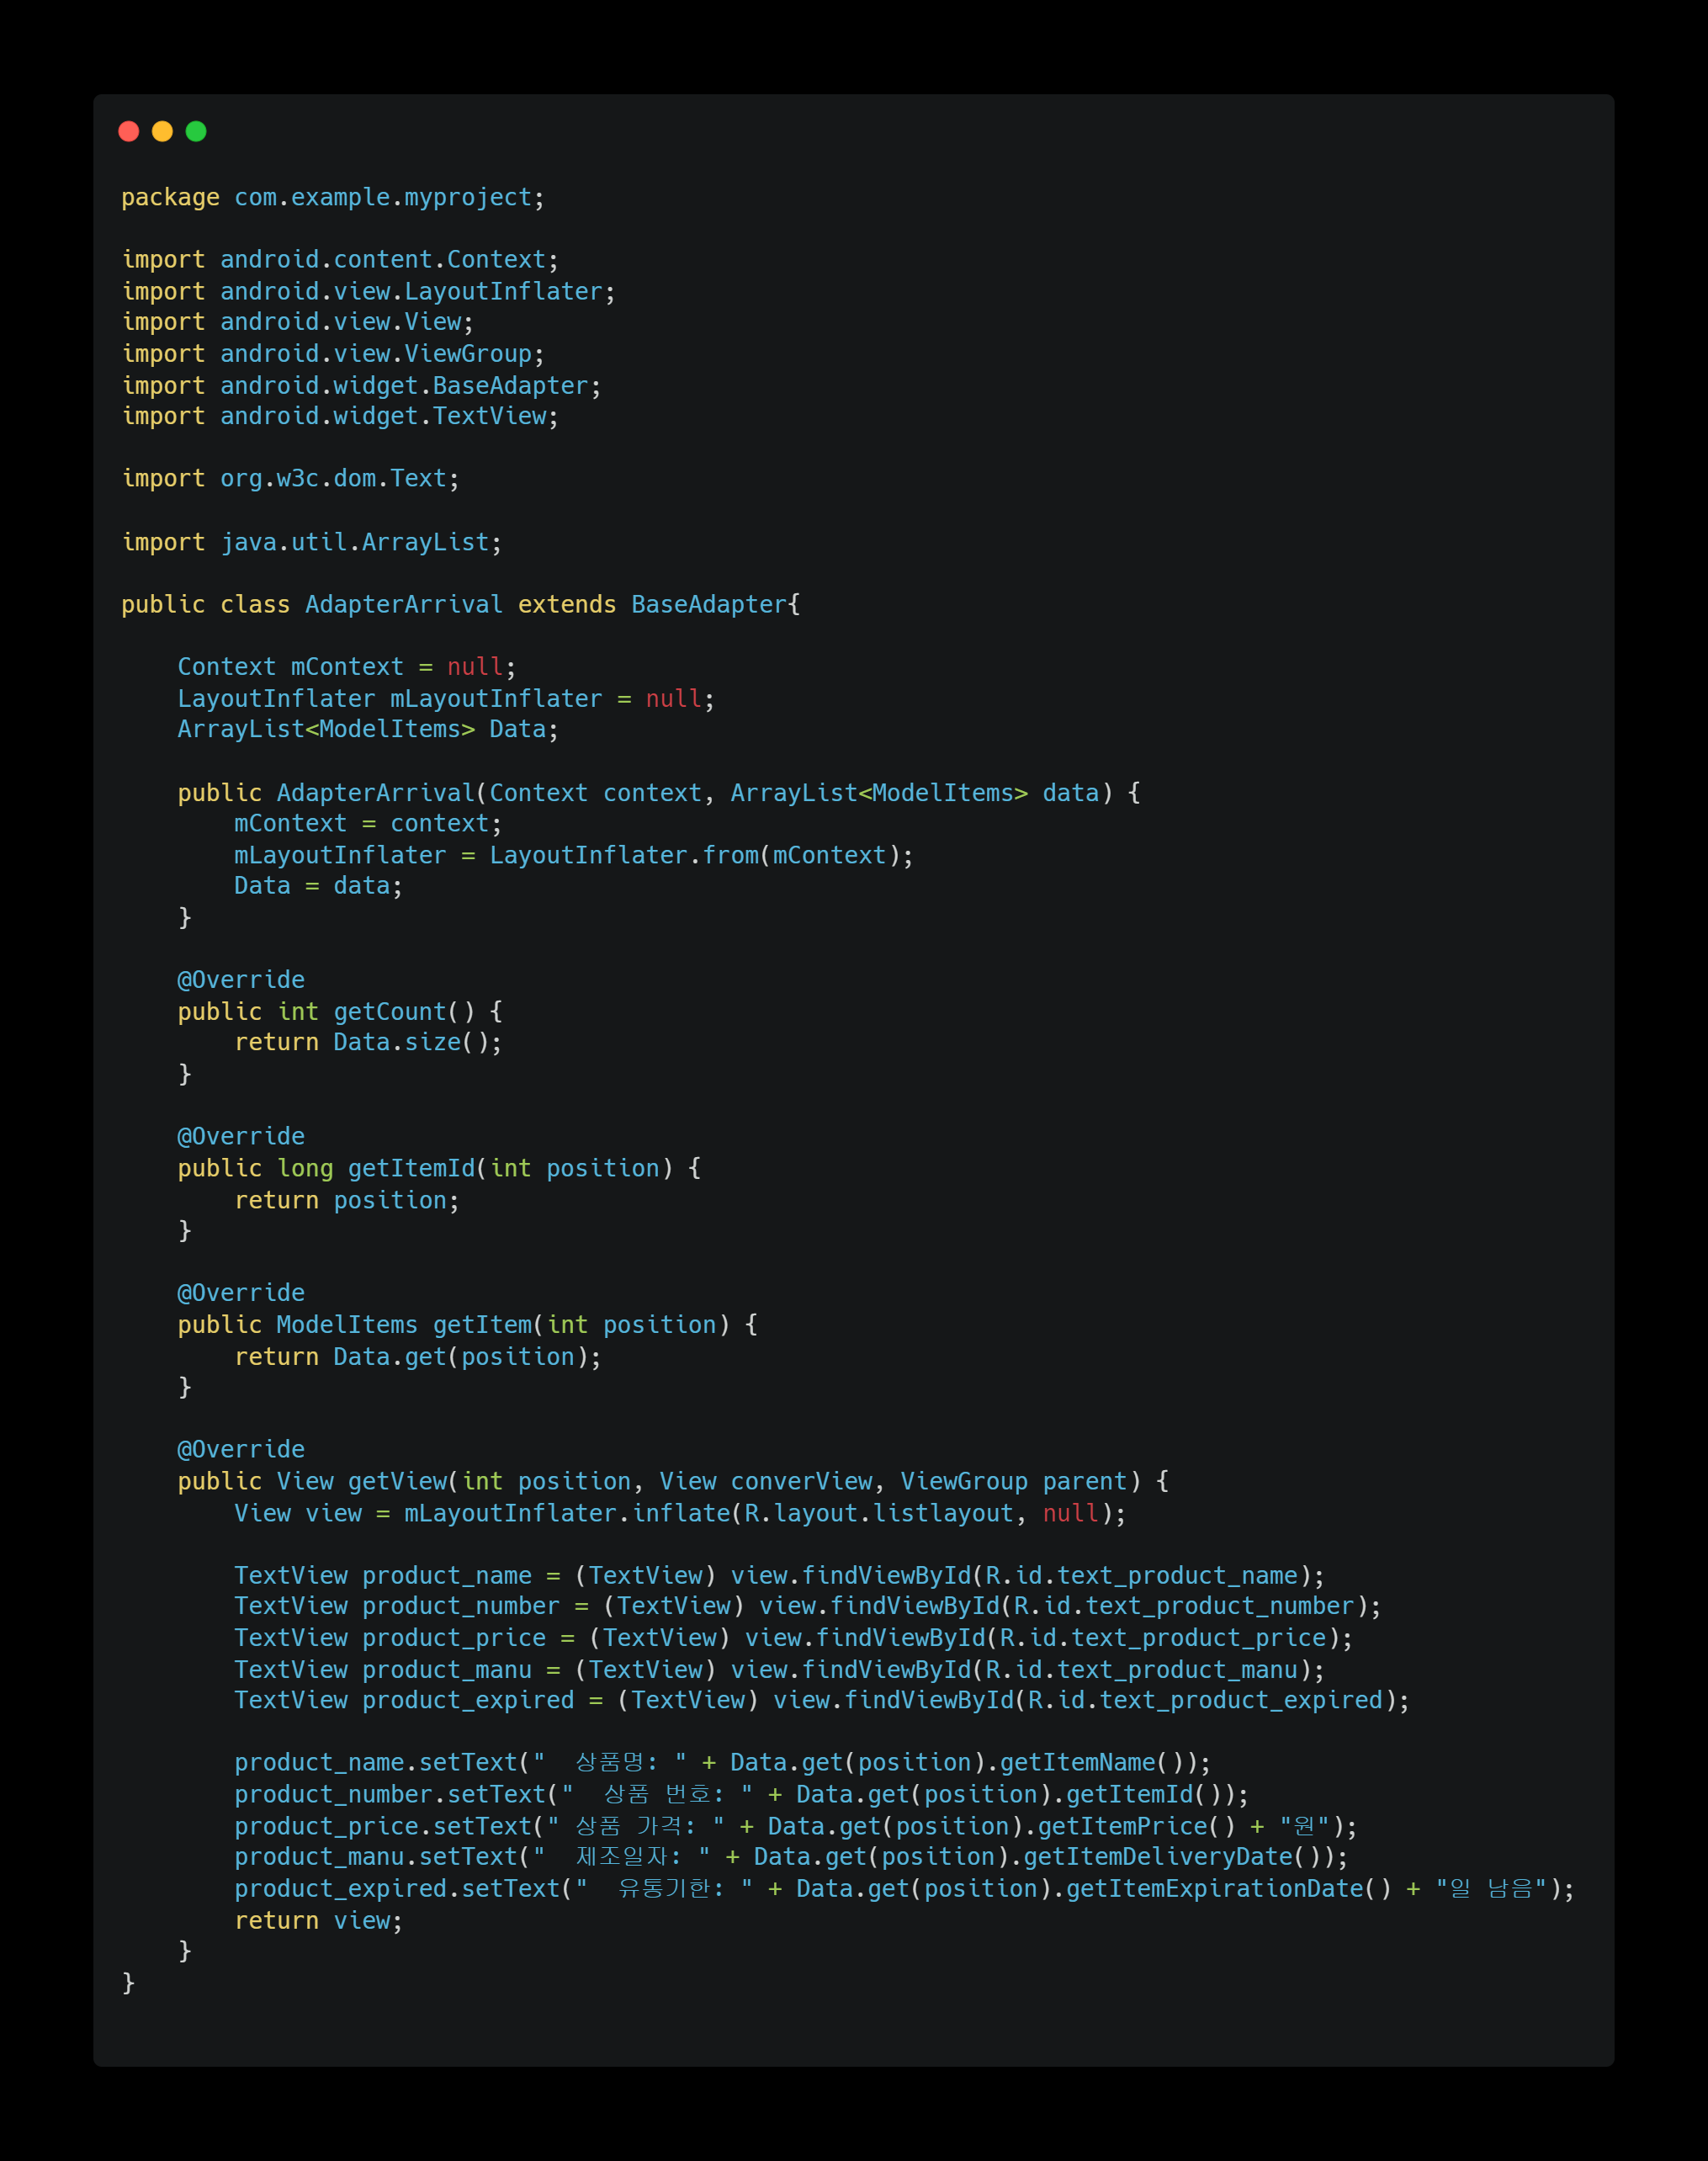 package com.example.myproject;

import android.content.Context;
import android.view.LayoutInflater;
import android.view.View;
import android.view.ViewGroup;
import android.widget.BaseAdapter;
import android.widget.TextView;

import org.w3c.dom.Text;

import java.util.ArrayList;

public class AdapterArrival extends BaseAdapter{

    Context mContext = null;
    LayoutInflater mLayoutInflater = null;
    ArrayList<ModelItems> Data;

    public AdapterArrival(Context context, ArrayList<ModelItems> data) {
        mContext = context;
        mLayoutInflater = LayoutInflater.from(mContext);
        Data = data;
    }

    @Override
    public int getCount() {
        return Data.size();
    }

    @Override
    public long getItemId(int position) {
        return position;
    }

    @Override
    public ModelItems getItem(int position) {
        return Data.get(position);
    }

    @Override
    public View getView(int position, View converView, ViewGroup parent) {
        View view = mLayoutInflater.inflate(R.layout.listlayout, null);

        TextView product_name = (TextView) view.findViewById(R.id.text_product_name);
        TextView product_number = (TextView) view.findViewById(R.id.text_product_number);
        TextView product_price = (TextView) view.findViewById(R.id.text_product_price);
        TextView product_manu = (TextView) view.findViewById(R.id.text_product_manu);
        TextView product_expired = (TextView) view.findViewById(R.id.text_product_expired);

        product_name.setText("  상품명: " + Data.get(position).getItemName());
        product_number.setText("  상품 번호: " + Data.get(position).getItemId());
        product_price.setText(" 상품 가격: " + Data.get(position).getItemPrice() + "원");
        product_manu.setText("  제조일자: " + Data.get(position).getItemDeliveryDate());
        product_expired.setText("  유통기한: " + Data.get(position).getItemExpirationDate() + "일 남음");
        return view;
    }
}